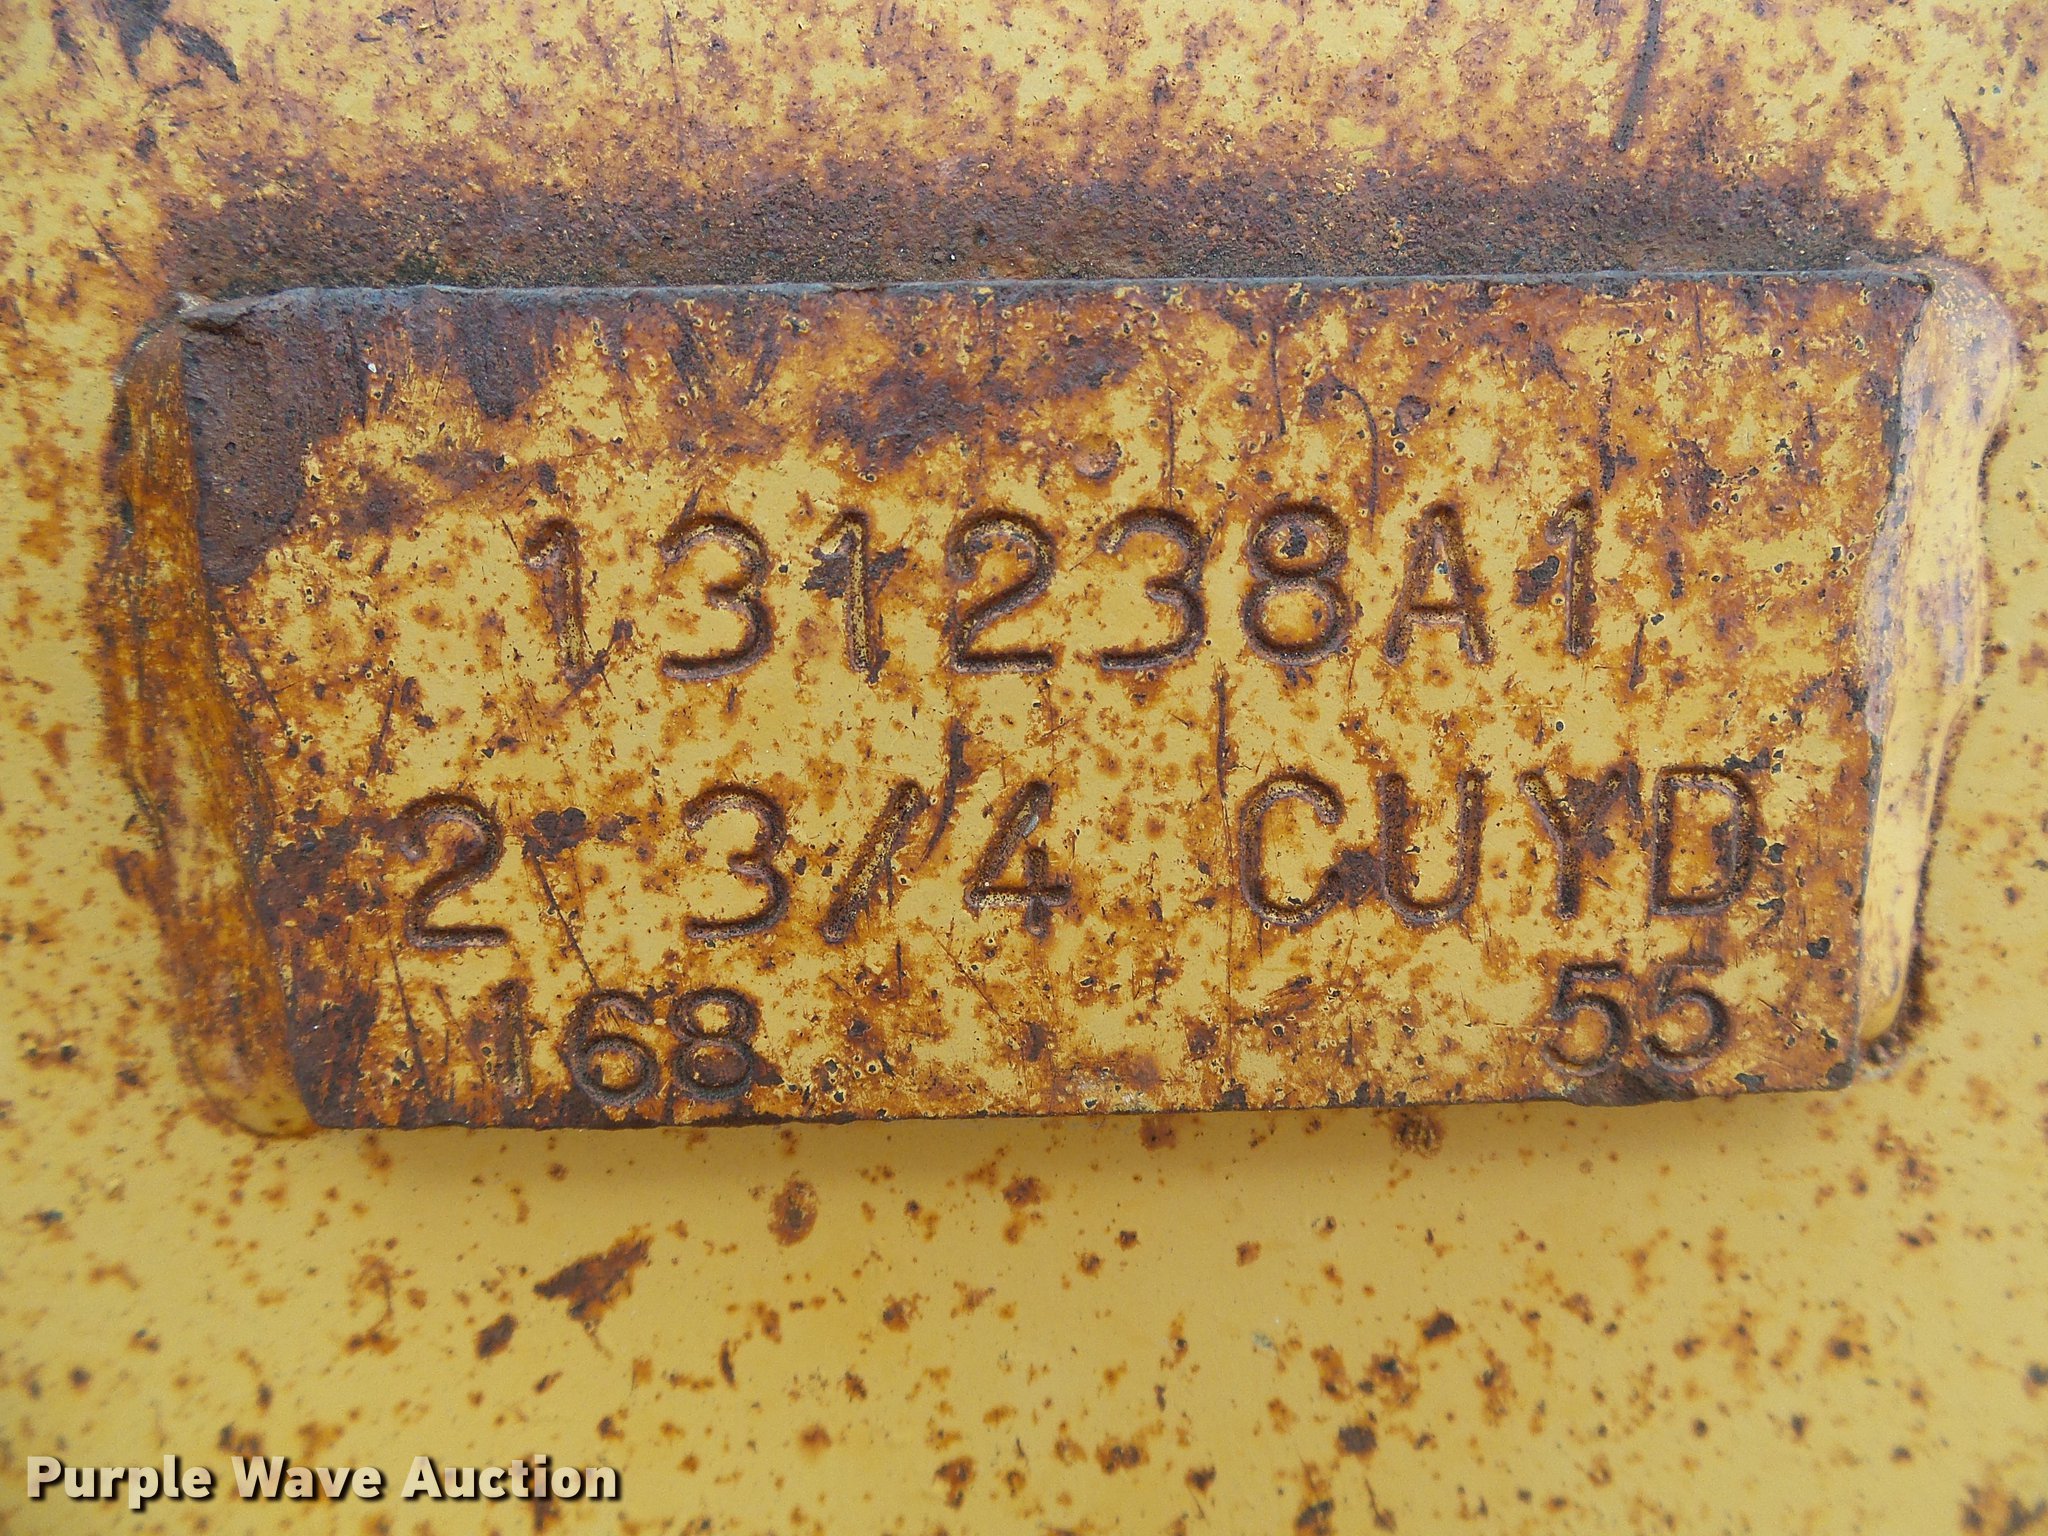 131238A1
2-3/4 CUYD
168 55
Purple Wave Auction